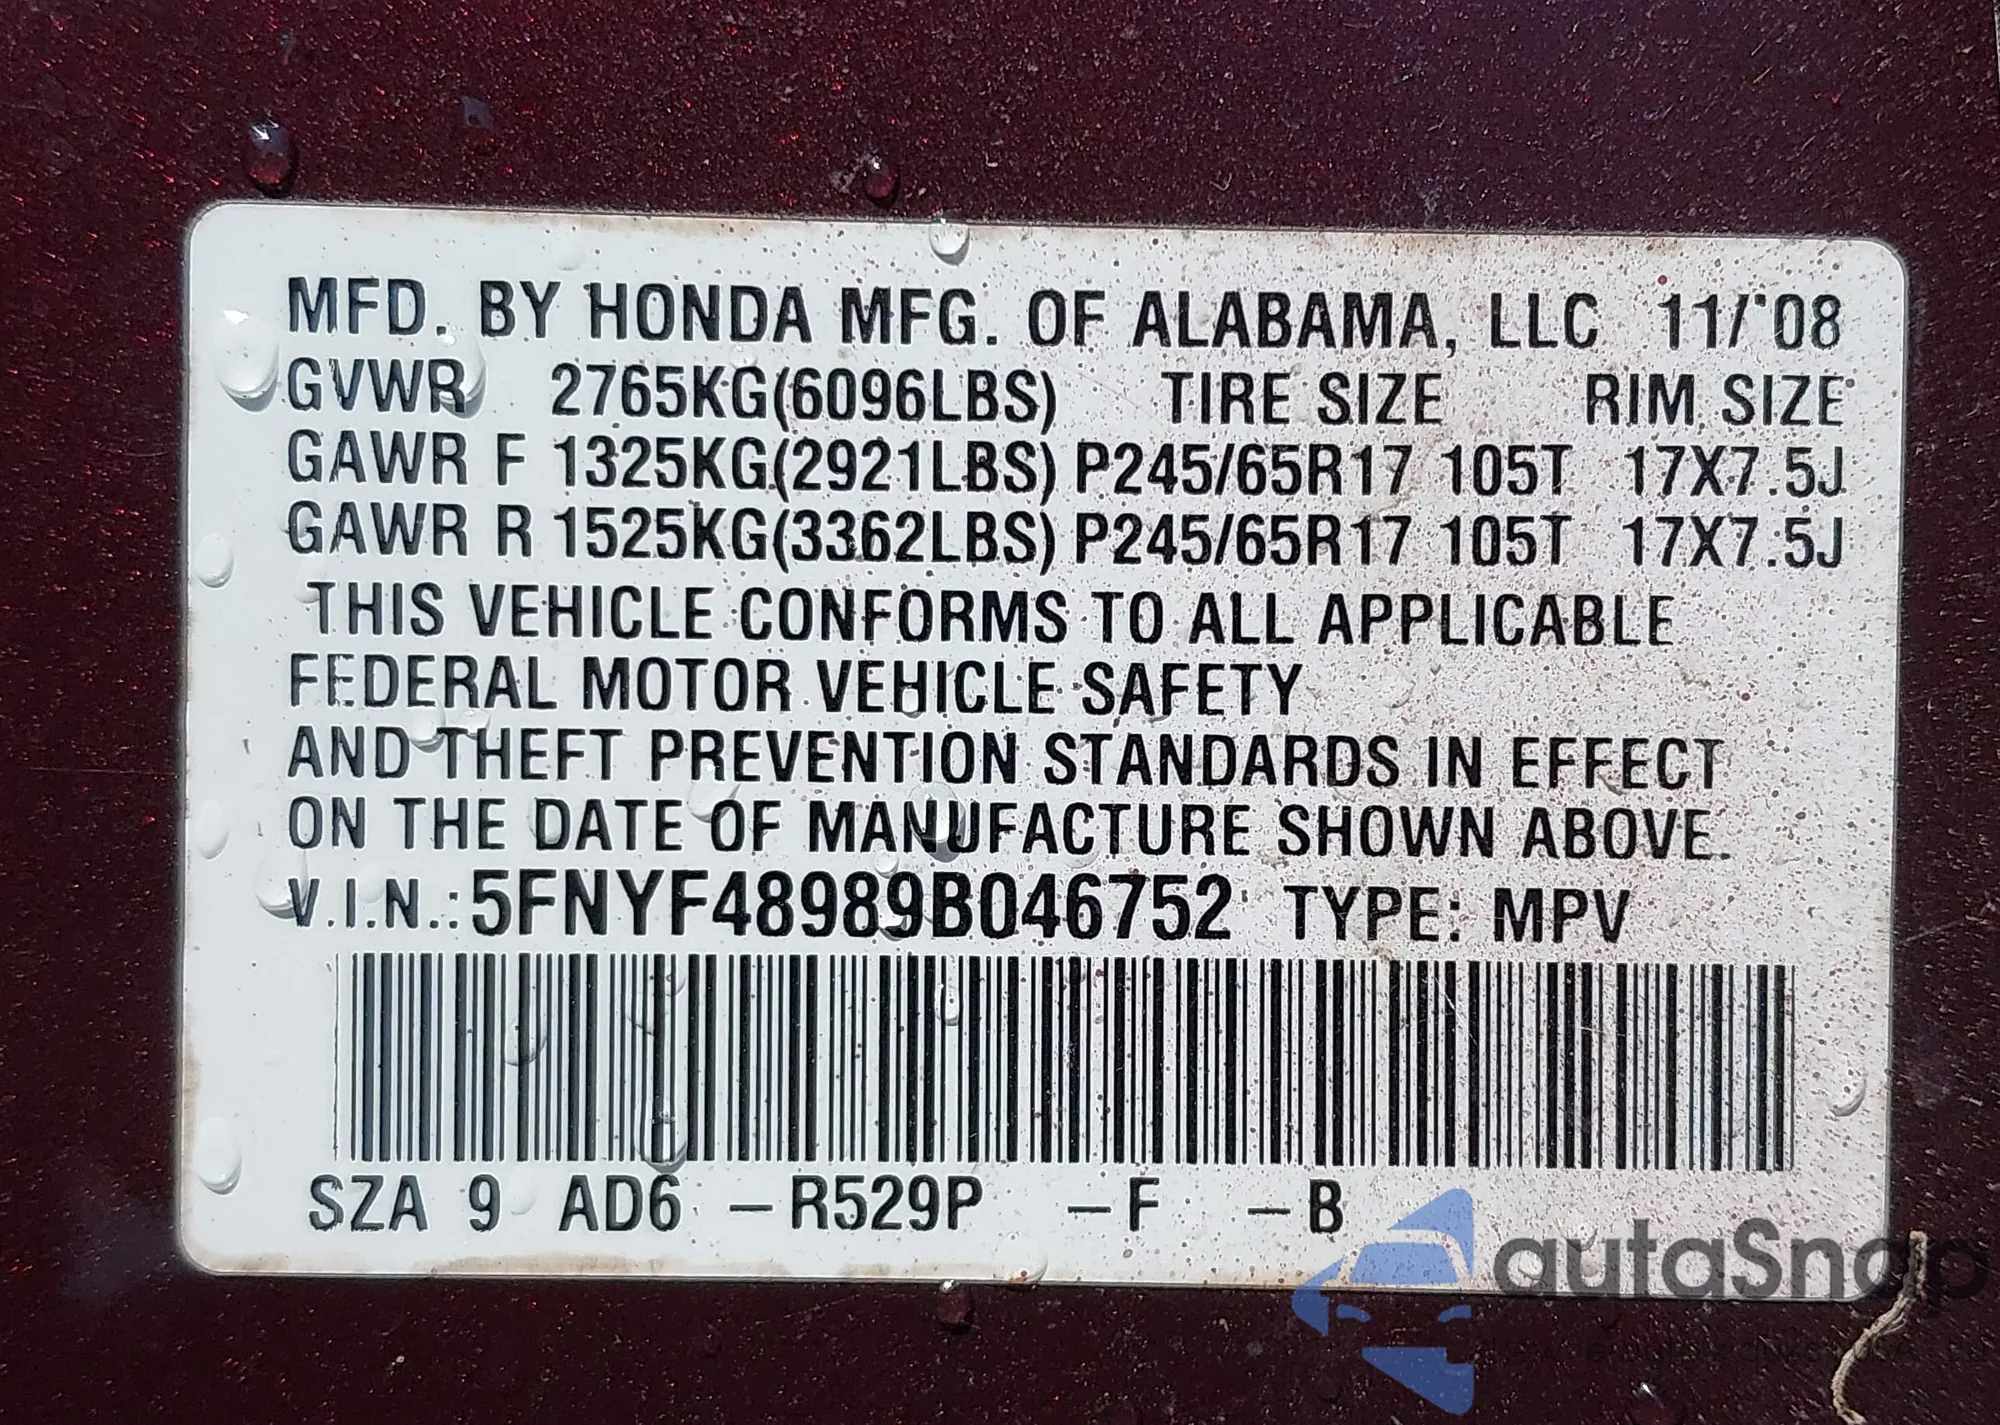 MFD. BY HONDA MFG. OF ALABAMA, LLC 11/'08
GVWR 2765KG(6096LBS) TIRE SIZE RIM SIZE
GAWR F 1325KG(2921LBS) P245/65R17 105T 17X7.5J
GAWR R 1525KG(3362LBS) P245/65R17 105T 17X7.5J
THIS VEHICLE CONFORMS TO ALL APPLICABLE
FEDERAL MOTOR VEHICLE SAFETY
AND THEFT PREVENTION STANDARDS IN EFFECT
ON THE DATE OF MANUFACTURE SHOWN ABOVE.
V.I.N.: 5FNYF48989B046752 TYPE: MPV
SZA 9 AD6 -R529P -F -B
autaSnap